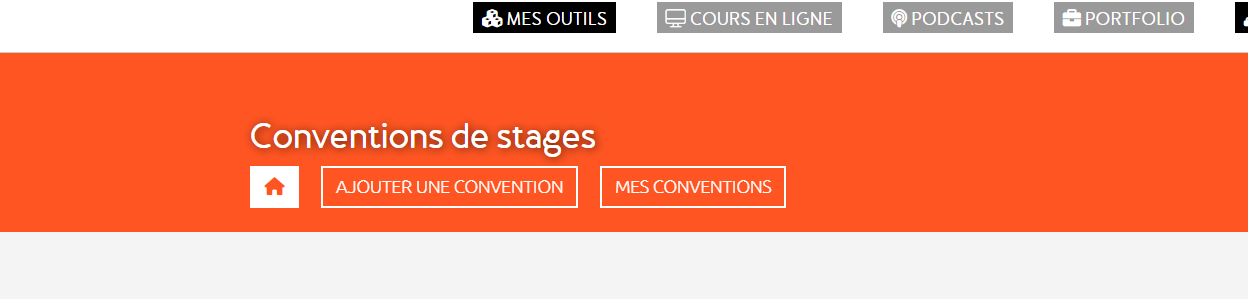 MES OUTILS COURS EN LIGNE PODCASTS PORTFOLIO
Conventions de stages
AJOUTER UNE CONVENTION MES CONVENTIONS